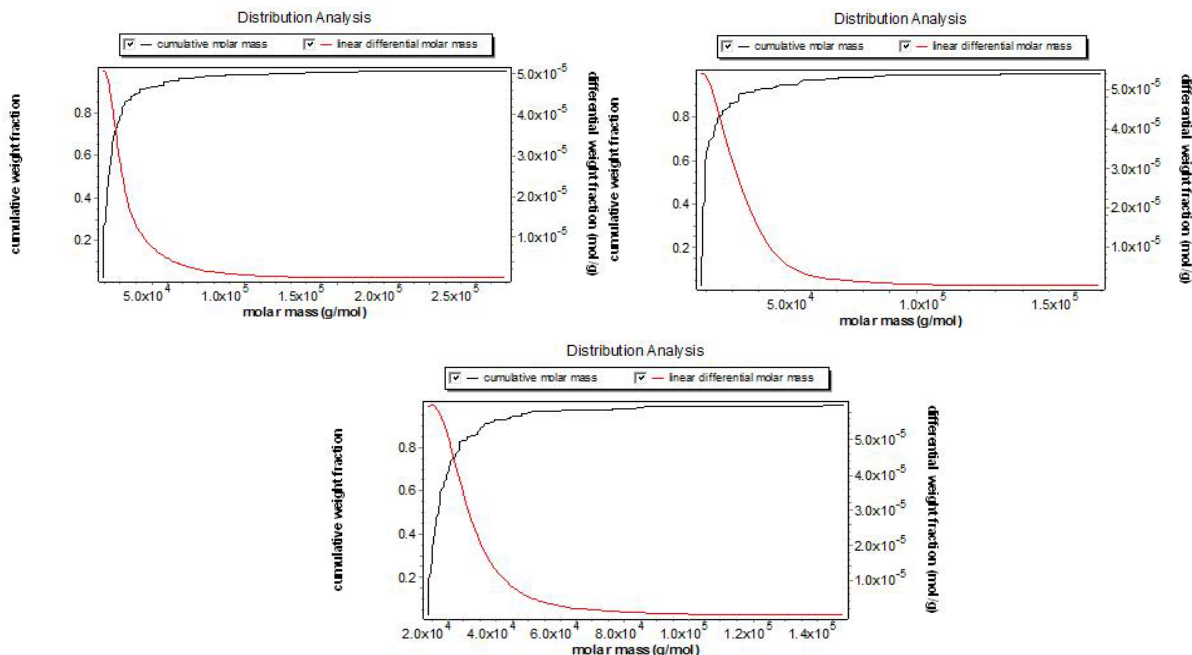 Distribution Analysis
cumulative molar mass linear differential molar mass
cumulative weight fraction
0.8
0.6
0.4
0.2
5.0x10⁻⁵
4.0x10⁻⁵
3.0x10⁻⁵
2.0x10⁻⁵
1.0x10⁻⁵
differential weight fraction (mol/g)
5.0x10⁴ 1.0x10⁵ 1.5x10⁵ 2.0x10⁵ 2.5x10⁵
molar mass (g/mol)
Distribution Analysis
cumulative molar mass linear differential molar mass
cumulative weight fraction
0.8
0.6
0.4
0.2
5.0x10⁻⁵
4.0x10⁻⁵
3.0x10⁻⁵
2.0x10⁻⁵
1.0x10⁻⁵
differential weight fraction (mol/g)
5.0x10⁴ 1.0x10⁵ 1.5x10⁵
molar mass (g/mol)
Distribution Analysis
cumulative molar mass linear differential molar mass
cumulative weight fraction
0.8
0.6
0.4
0.2
5.0x10⁻⁵
4.0x10⁻⁵
3.0x10⁻⁵
2.0x10⁻⁵
1.0x10⁻⁵
differential weight fraction (mol/g)
2.0x10⁴ 4.0x10⁴ 6.0x10⁴ 8.0x10⁴ 1.0x10⁵ 1.2x10⁵ 1.4x10⁵
molar mass (g/mol)